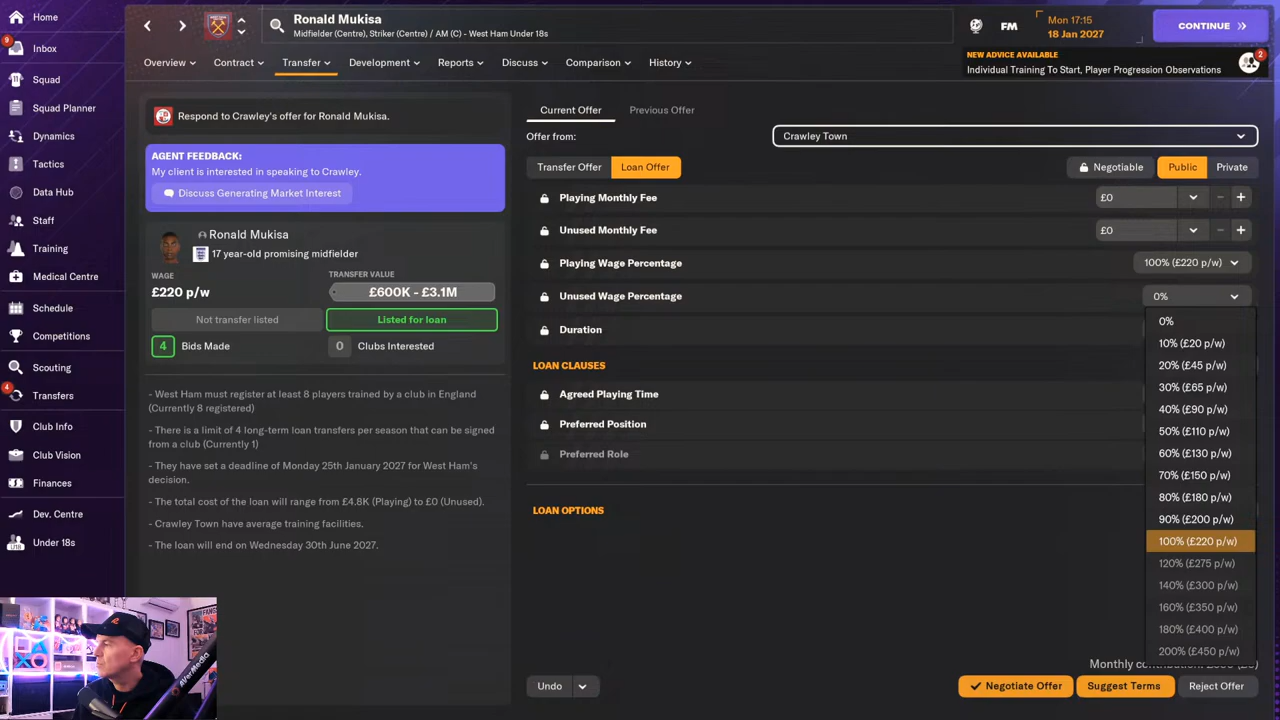 Home
9
Inbox
Squad
Squad Planner
Dynamics
Tactics
Data Hub
Staff
Training
Medical Centre
Schedule
Competitions
Scouting
4
Transfers
Club Info
Club Vision
Finances
Dev. Centre
Under 18s
Ronald Mukisa
Midfielder (Centre), Striker (Centre) / AM (C) - West Ham Under 18s
FM
Mon 17:15
18 Jan 2027
CONTINUE
NEW ADVICE AVAILABLE
Individual Training To Start, Player Progression Observations
2
Overview
Contract
Transfer
Development
Reports
Discuss
Comparison
History
Respond to Crawley's offer for Ronald Mukisa.
AGENT FEEDBACK:
My client is interested in speaking to Crawley.
Discuss Generating Market Interest
Ronald Mukisa
17 year-old promising midfielder
WAGE
£220 p/w
TRANSFER VALUE
£600K - £3.1M
Not transfer listed
Listed for loan
4 Bids Made
0 Clubs Interested
- West Ham must register at least 8 players trained by a club in England
(Currently 8 registered)
- There is a limit of 4 long-term loan transfers per season that can be signed
from a club (Currently 1)
- They have set a deadline of Monday 25th January 2027 for West Ham's
decision.
- The total cost of the loan will range from £4.8K (Playing) to £0 (Unused).
- Crawley Town have average training facilities.
- The loan will end on Wednesday 30th June 2027.
Current Offer
Previous Offer
Offer from:
Crawley Town
Transfer Offer
Loan Offer
Negotiable
Public
Private
Playing Monthly Fee
£0
Unused Monthly Fee
£0
Playing Wage Percentage
100% (£220 p/w)
Unused Wage Percentage
0%
Duration
LOAN CLAUSES
Agreed Playing Time
Preferred Position
Preferred Role
LOAN OPTIONS
0%
10% (£20 p/w)
20% (£45 p/w)
30% (£65 p/w)
40% (£90 p/w)
50% (£110 p/w)
60% (£130 p/w)
70% (£150 p/w)
80% (£180 p/w)
90% (£200 p/w)
100% (£220 p/w)
120% (£275 p/w)
140% (£300 p/w)
160% (£350 p/w)
180% (£400 p/w)
200% (£450 p/w)
Monthly
Undo
Negotiate Offer
Suggest Terms
Reject Offer
AVerMedia